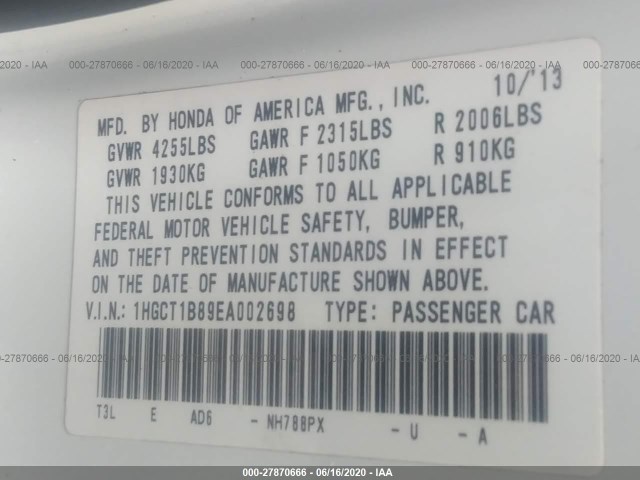 000-27870666 - 06/16/2020 - IAA
MFD. BY HONDA OF AMERICA MFG., INC. 10/'13
GVWR 4255LBS GAWR F 2315LBS R 2006LBS
GVWR 1930KG GAWR F 1050KG R 910KG
THIS VEHICLE CONFORMS TO ALL APPLICABLE
FEDERAL MOTOR VEHICLE SAFETY, BUMPER,
AND THEFT PREVENTION STANDARDS IN EFFECT
ON THE DATE OF MANUFACTURE SHOWN ABOVE.
V.I.N.: 1HGCT1B89EA002698 TYPE: PASSENGER CAR
000-27870666 - 06/16/2020 - IAA
T3L E AD6 - NH788PX - U - A
000-27870666 - 06/16/2020 - IAA